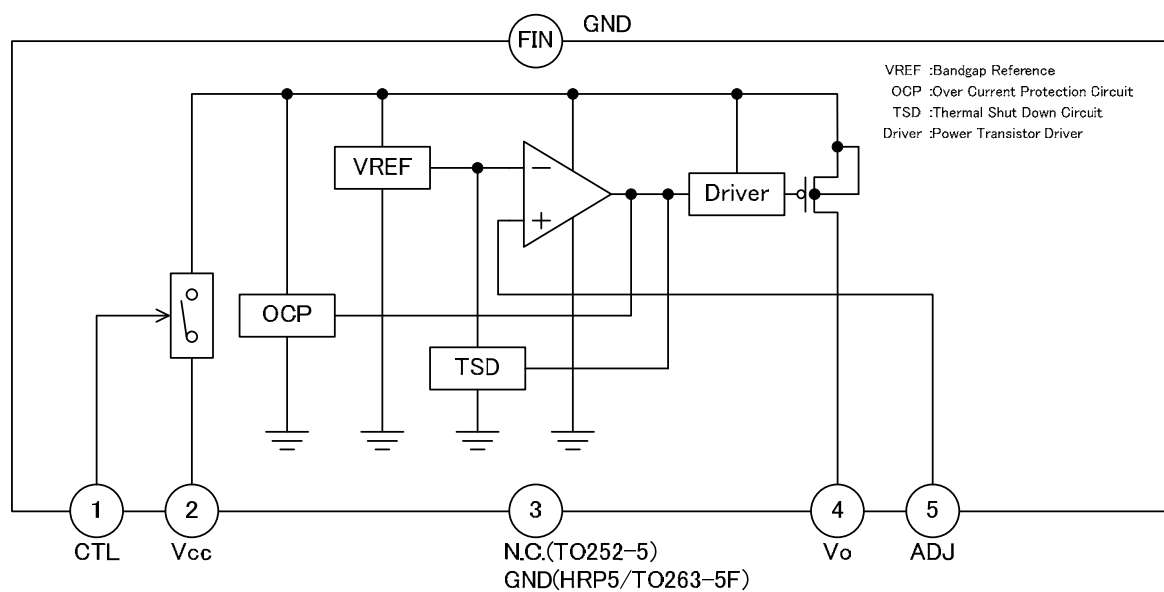 FIN
GND
VREF :Bandgap Reference
OCP :Over Current Protection Circuit
TSD :Thermal Shut Down Circuit
Driver :Power Transistor Driver
VREF
−
+
Driver
OCP
TSD
1
2
3
4
5
CTL
Vcc
N.C.(TO252-5)
GND(HRP5/TO263-5F)
Vo
ADJ